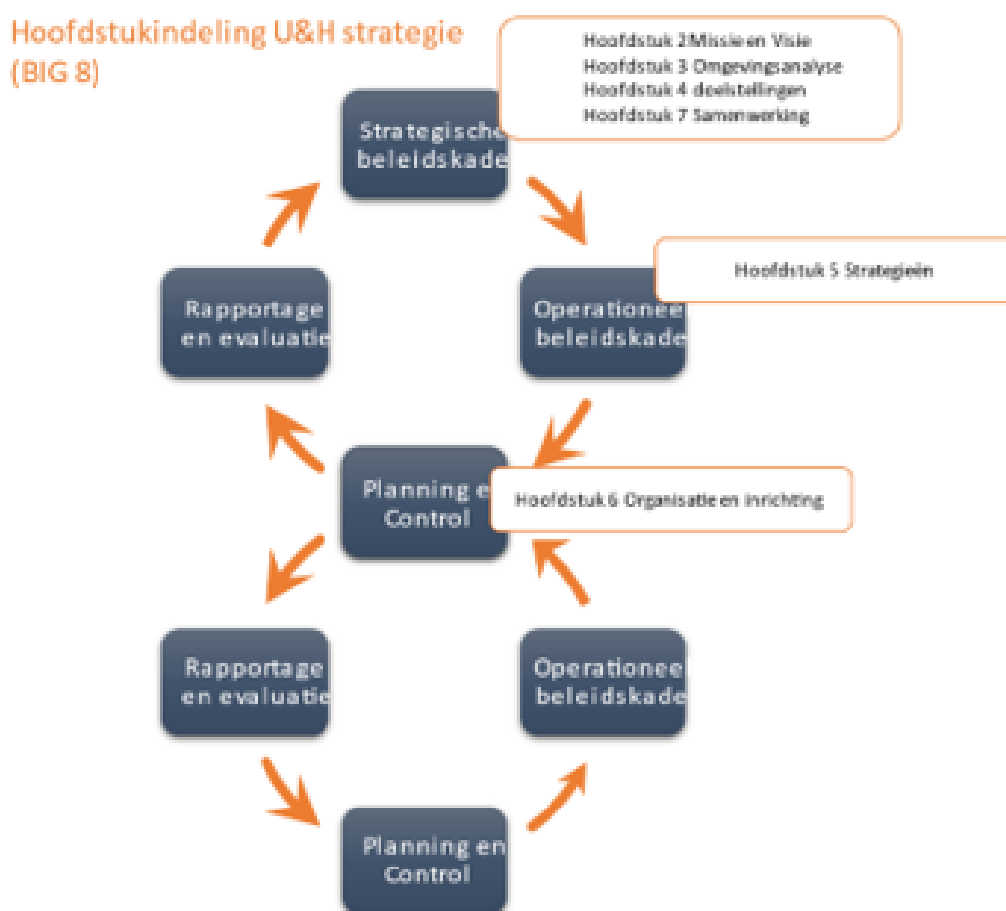 Hoofdstukindeling U&H strategie
(BIG 8)
Hoofdstuk 2Missie en Visie
Hoofdstuk 3 Omgevingsanalyse
Hoofdstuk 4 doelstellingen
Hoofdstuk 7 Samenwerking
Strategische
beleidskade
Hoofdstuk 5 Strategieën
Rapportage
en evaluatie
Operationee
beleidskade
Planning e
Control
Hoofdstuk 6 Organisatie en inrichting
Rapportage
en evaluatie
Operationee
beleidskade
Planning en
Control